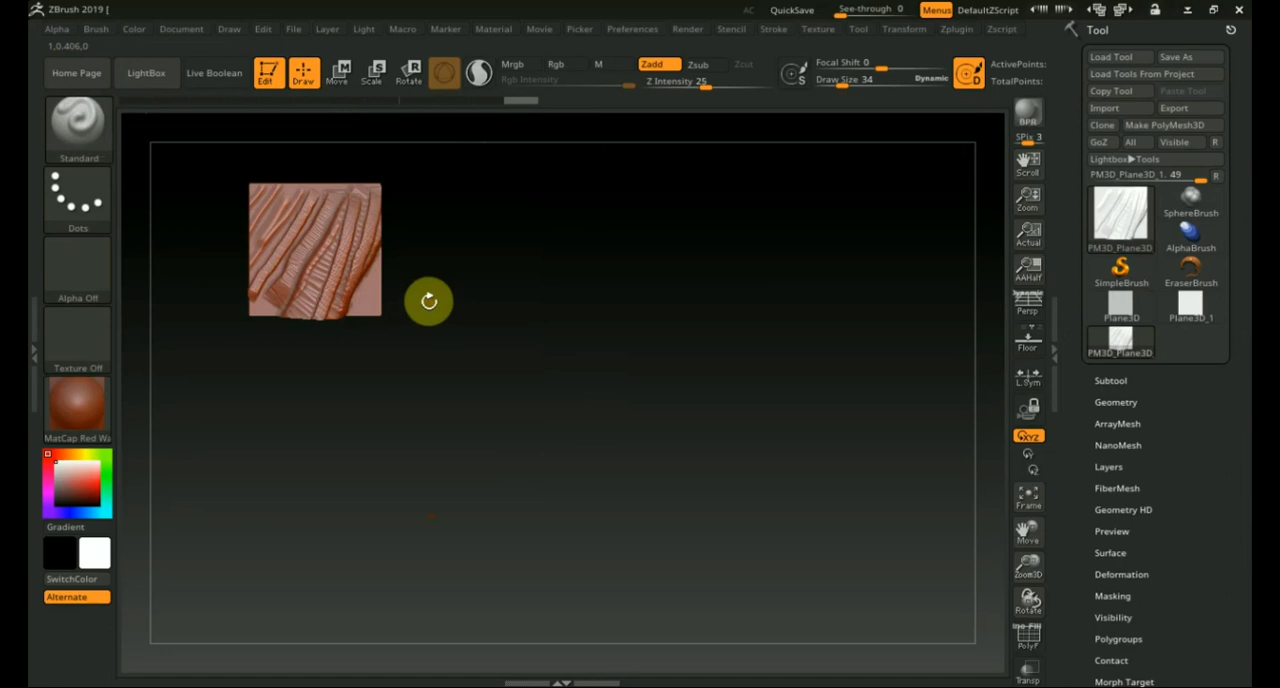 ZBrush 2019 [
AC QuickSave See-through 0 Menus DefaultZScript
Alpha Brush Color Document Draw Edit File Layer Light Macro Marker Material Movie Picker Preferences Render Stencil Stroke Texture Tool Transform Zplugin Zscript
1,0.406,0
Home Page LightBox Live Boolean Edit Draw Move Scale Rotate
Mrgb Rgb M Zadd Zsub Zcut
Rgb Intensity Z Intensity 25
Focal Shift 0
Draw Size 34 Dynamic
ActivePoints:
TotalPoints:
Standard
Dots
Alpha Off
Texture Off
MatCap Red Wa
Gradient
SwitchColor
Alternate
BPR
SPix 3
Scroll
Zoom
Actual
AAHalf
Dynamic
Persp
Floor
L.Sym
XYZ
Frame
Move
Zoom3D
Rotate
Line Fill
PolyF
Transp
Tool
Load Tool Save As
Load Tools From Project
Copy Tool Paste Tool
Import Export
Clone Make PolyMesh3D
GoZ All Visible R
Lightbox▶Tools
PM3D_Plane3D_1. 49 R
PM3D_Plane3D SphereBrush
AlphaBrush
SimpleBrush EraserBrush
Plane3D Plane3D_1
PM3D_Plane3D
Subtool
Geometry
ArrayMesh
NanoMesh
Layers
FiberMesh
Geometry HD
Preview
Surface
Deformation
Masking
Visibility
Polygroups
Contact
Morph Target